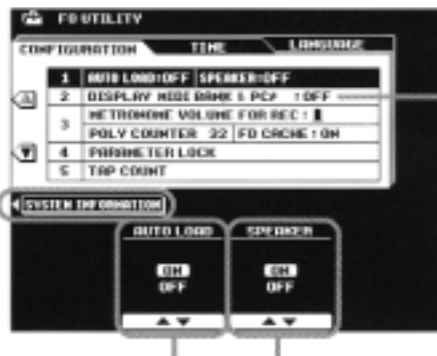 FD UTILITY
CONFIGURATION TIME LANGUAGE
1 AUTO LOAD:OFF SPEAKER:OFF
2 DISPLAY MIDI BANK & PC# :OFF
3 METRONOME VOLUME FOR REC :
POLY COUNTER 32 FD CACHE :ON
4 PARAMETER LOCK
5 TAP COUNT
SYSTEM INFORMATION
AUTO LOAD SPEAKER
ON ON
OFF OFF